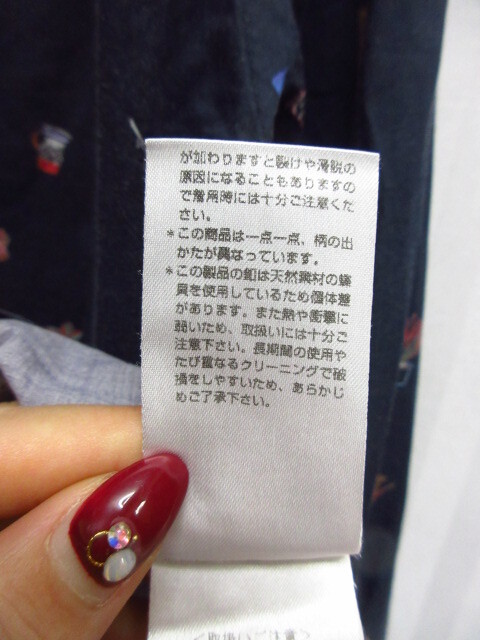 が加わりますと裂けや滑脱の
原因になることもありますの
で着用時には十分ご注意くだ
さい。
＊この商品は一点一点、柄の出
かたが異なっています。
＊この製品の釦は天然素材の蝶
貝を使用しているため個体差
があります。また熱や衝撃に
弱いため、取扱いには十分ご
注意下さい。長期間の使用や
たび重なるクリーニングで破
損をしやすいため、あらかじ
めご了承下さい。
＜取扱いご注意＞